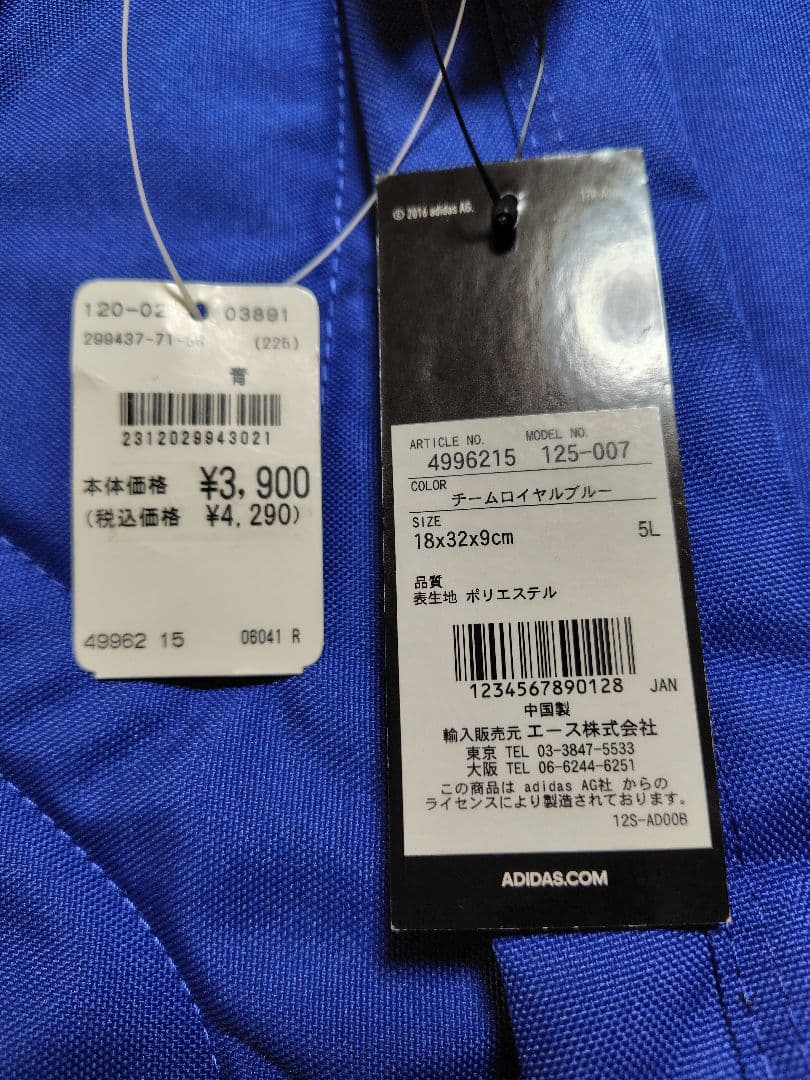 120-02 03891
299437-71- (225)
青
2312029943021
本体価格 ¥3,900
(税込価格 ¥4,290)
49962 15 06041 R
© 2016 adidas AG.
ARTICLE NO. MODEL NO.
4996215 125-007
COLOR
チームロイヤルブルー
SIZE
18x32x9cm 5L
品質
表生地 ポリエステル
1234567890128 JAN
中国製
輸入販売元 エース株式会社
東京 TEL 03-3847-5533
大阪 TEL 06-6244-6251
この商品は adidas AG社 からの
ライセンスにより製造されております。
12S-AD00B
ADIDAS.COM